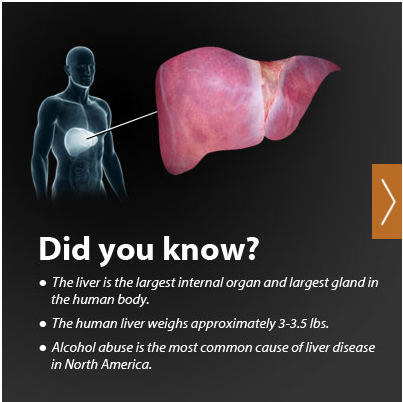 Did you know?
● The liver is the largest internal organ and largest gland in
the human body.
● The human liver weighs approximately 3-3.5 lbs.
● Alcohol abuse is the most common cause of liver disease
in North America.